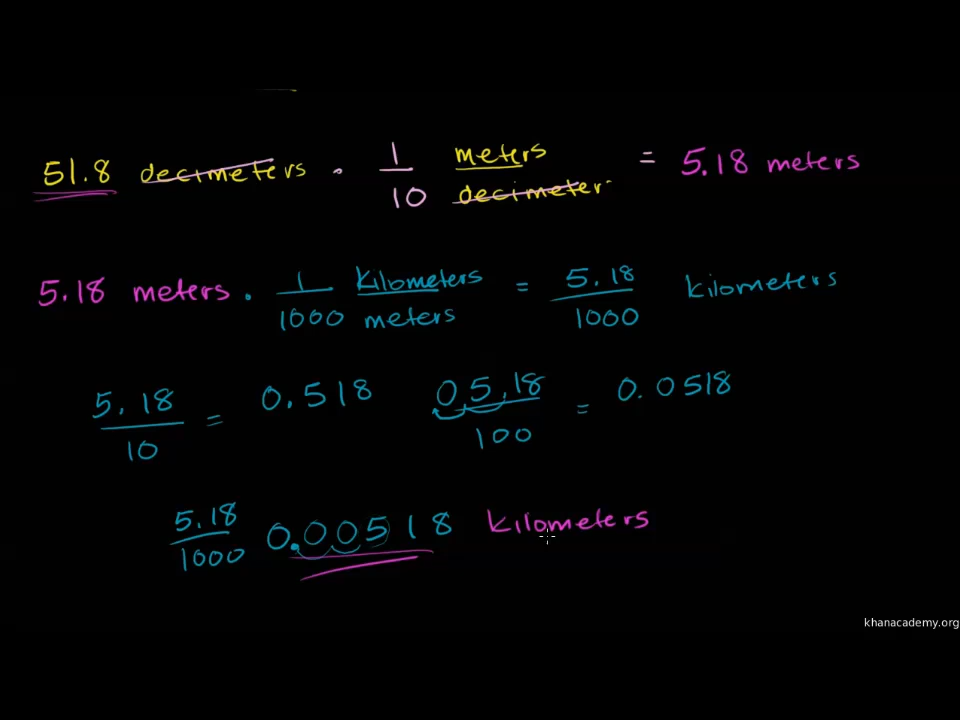 51.8 decimeters · 1/10 meters/decimeter = 5.18 meters
5.18 meters · 1/1000 kilometers/meters = 5.18/1000 kilometers
5.18/10 = 0.518 05.18/100 = 0.0518
5.18/1000 0.00518 kilometers
khanacademy.org